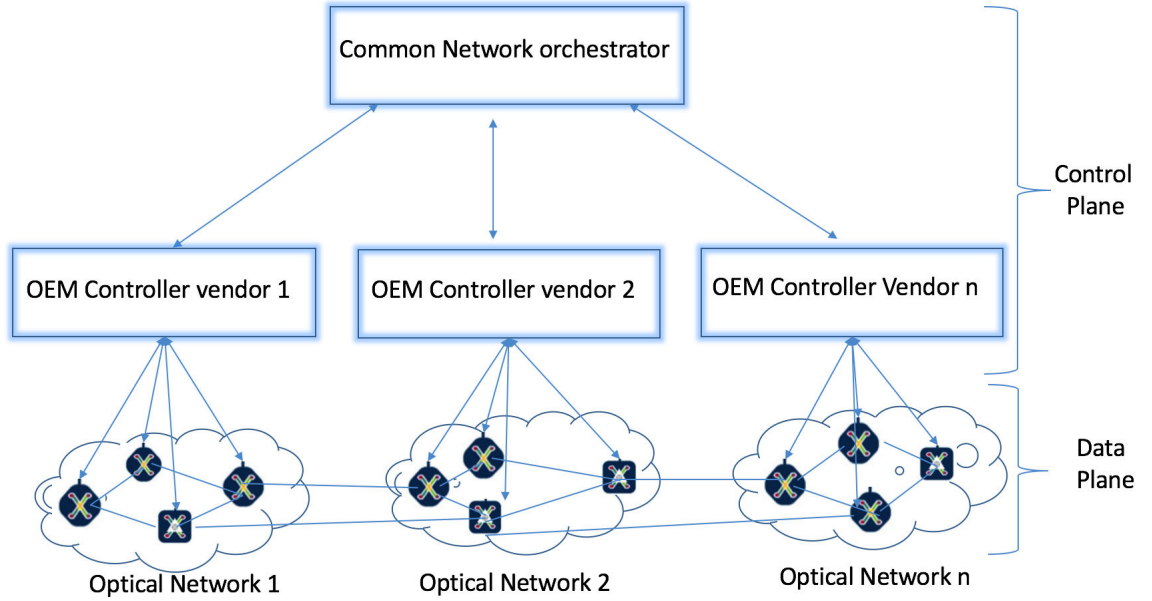 Common Network orchestrator
Control
Plane
OEM Controller vendor 1
OEM Controller vendor 2
OEM Controller Vendor n
Data
Plane
Optical Network 1
Optical Network 2
Optical Network n